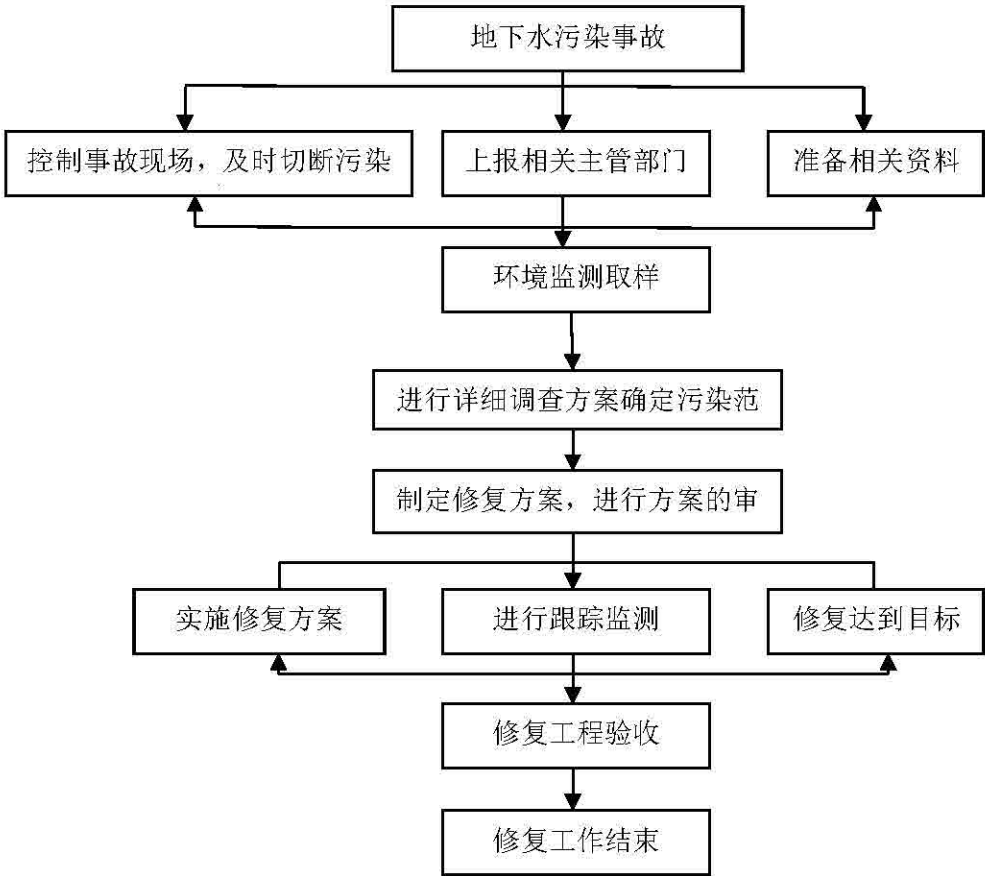 地下水污染事故
控制事故现场，及时切断污染
上报相关主管部门
准备相关资料
环境监测取样
进行详细调查方案确定污染范
制定修复方案，进行方案的审
实施修复方案
进行跟踪监测
修复达到目标
修复工程验收
修复工作结束